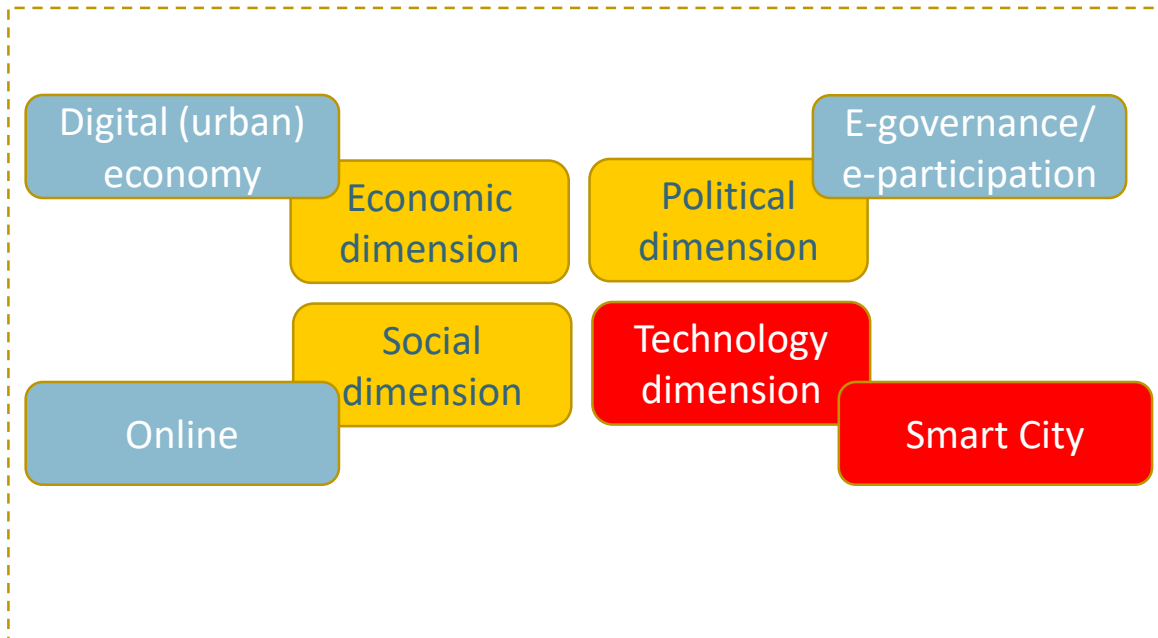 Digital (urban)
economy
E-governance/
e-participation
Economic
dimension
Political
dimension
Social
dimension
Technology
dimension
Online
Smart City